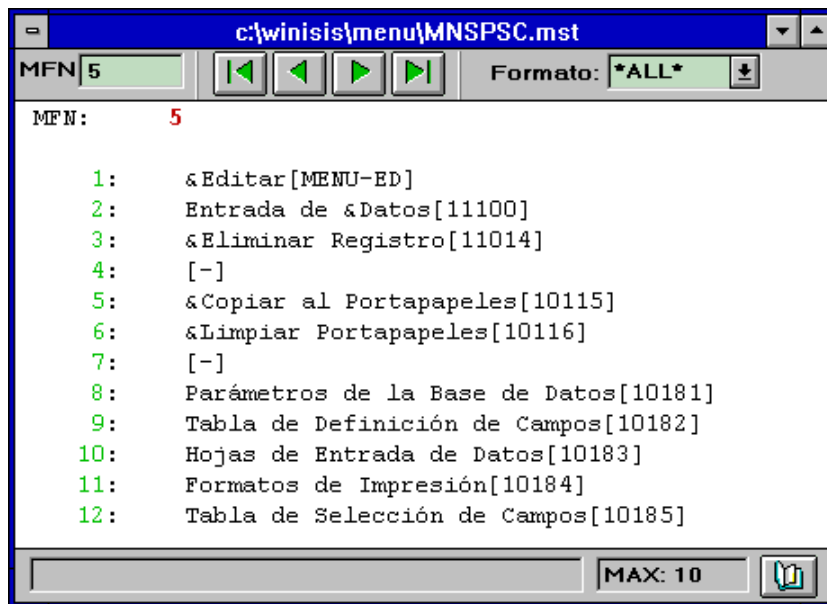 c:\winisis\menu\MNSPSC.mst
MFN 5 Formato: *ALL*
MFN: 5
1: &Editar[MENU-ED]
2: Entrada de &Datos[11100]
3: &Eliminar Registro[11014]
4: [-]
5: &Copiar al Portapapeles[10115]
6: &Limpiar Portapapeles[10116]
7: [-]
8: Parámetros de la Base de Datos[10181]
9: Tabla de Definición de Campos[10182]
10: Hojas de Entrada de Datos[10183]
11: Formatos de Impresión[10184]
12: Tabla de Selección de Campos[10185]
MAX: 10